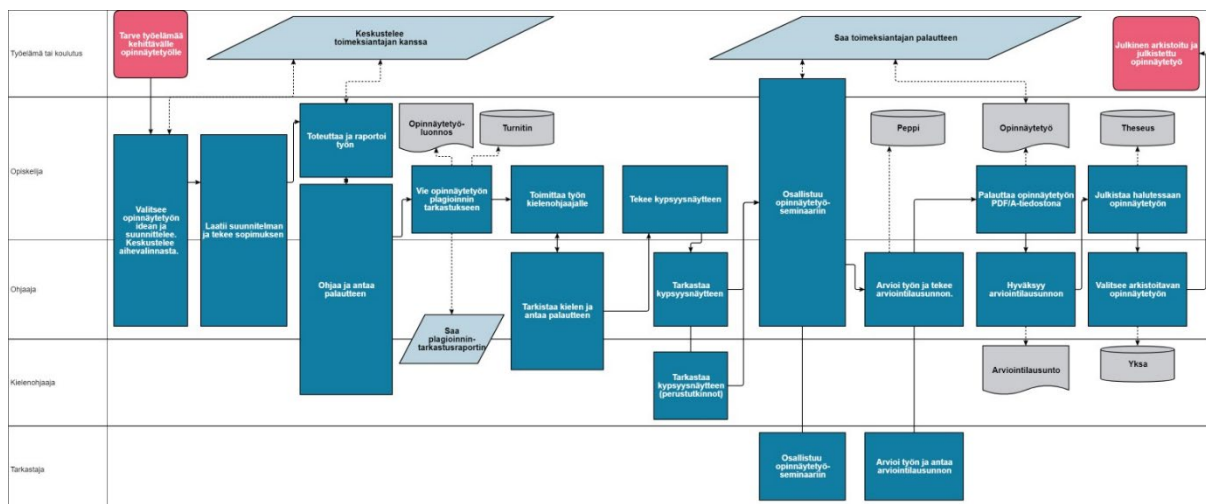 Työelämä tai koulutus
Tarve työelämää
kehittävälle
opinnäytetyölle
Keskustelee
toimeksiantajan kanssa
Saa toimeksiantajan palautteen
Julkinen arkistoitu ja
julkistettu opinnäytetyö
Opiskelija
Valitsee
opinnäytetyön
idean ja
suunnittelee.
Keskustelee
aihevalinnasta.
Laatii suunnitelman
ja tekee sopimuksen
Toteuttaa ja raportoi
työn
Opinnäytetyö-
luonnos
Turnitin
Vie opinnäytetyön
plagioinnin
tarkastukseen
Toimittaa työn
kielenohjaajalle
Tekee kypsyysnäytteen
Osallistuu
opinnäytetyö-
seminaariin
Peppi
Opinnäytetyö
Theseus
Palauttaa opinnäytetyön
PDF/A-tiedostona
Julkistaa halutessaan
opinnäytetyön
Ohjaaja
Ohjaa ja antaa
palautteen
Saa
plagioinnin-
tarkastusraportin
Tarkistaa kielen ja
antaa palautteen
Tarkastaa
kypsyysnäytteen
Arvioi työn ja tekee
arviointilausunnon.
Hyväksyy
arviointilausunnon
Valitsee arkistoitavan
opinnäytetyön
Kielenohjaaja
Tarkastaa
kypsyysnäytteen
(perustutkinnot)
Arviointilausunto
Yksa
Tarkastaja
Osallistuu
opinnäytetyö-
seminaariin
Arvioi työn ja antaa
arviointilausunnon